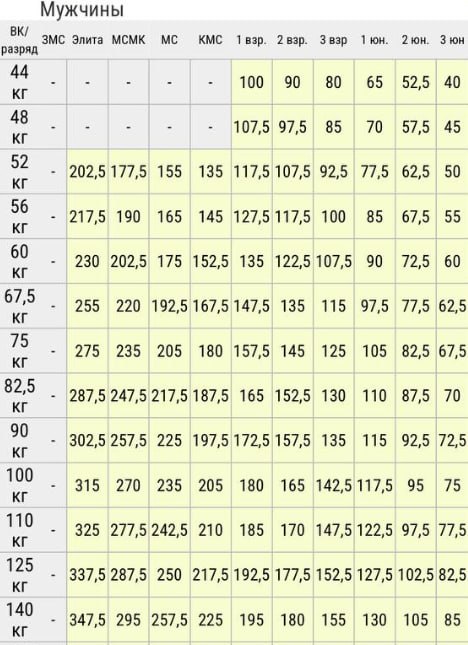 Мужчины
ВК/разряд ЗМС Элита МСМК МС КМС 1 взр. 2 взр. 3 взр 1 юн. 2 юн. 3 юн
44 кг - - - - - 100 90 80 65 52,5 40
48 кг - - - - - 107,5 97,5 85 70 57,5 45
52 кг - 202,5 177,5 155 135 117,5 107,5 92,5 77,5 62,5 50
56 кг - 217,5 190 165 145 127,5 117,5 100 85 67,5 55
60 кг - 230 202,5 175 152,5 135 122,5 107,5 90 72,5 60
67,5 кг - 255 220 192,5 167,5 147,5 135 115 97,5 77,5 62,5
75 кг - 275 235 205 180 157,5 145 125 105 82,5 67,5
82,5 кг - 287,5 247,5 217,5 187,5 165 152,5 130 110 87,5 70
90 кг - 302,5 257,5 225 197,5 172,5 157,5 135 115 92,5 72,5
100 кг - 315 270 235 205 180 165 142,5 117,5 95 75
110 кг - 325 277,5 242,5 210 185 170 147,5 122,5 97,5 77,5
125 кг - 337,5 287,5 250 217,5 192,5 177,5 152,5 127,5 102,5 82,5
140 кг - 347,5 295 257,5 225 195 180 155 130 105 85